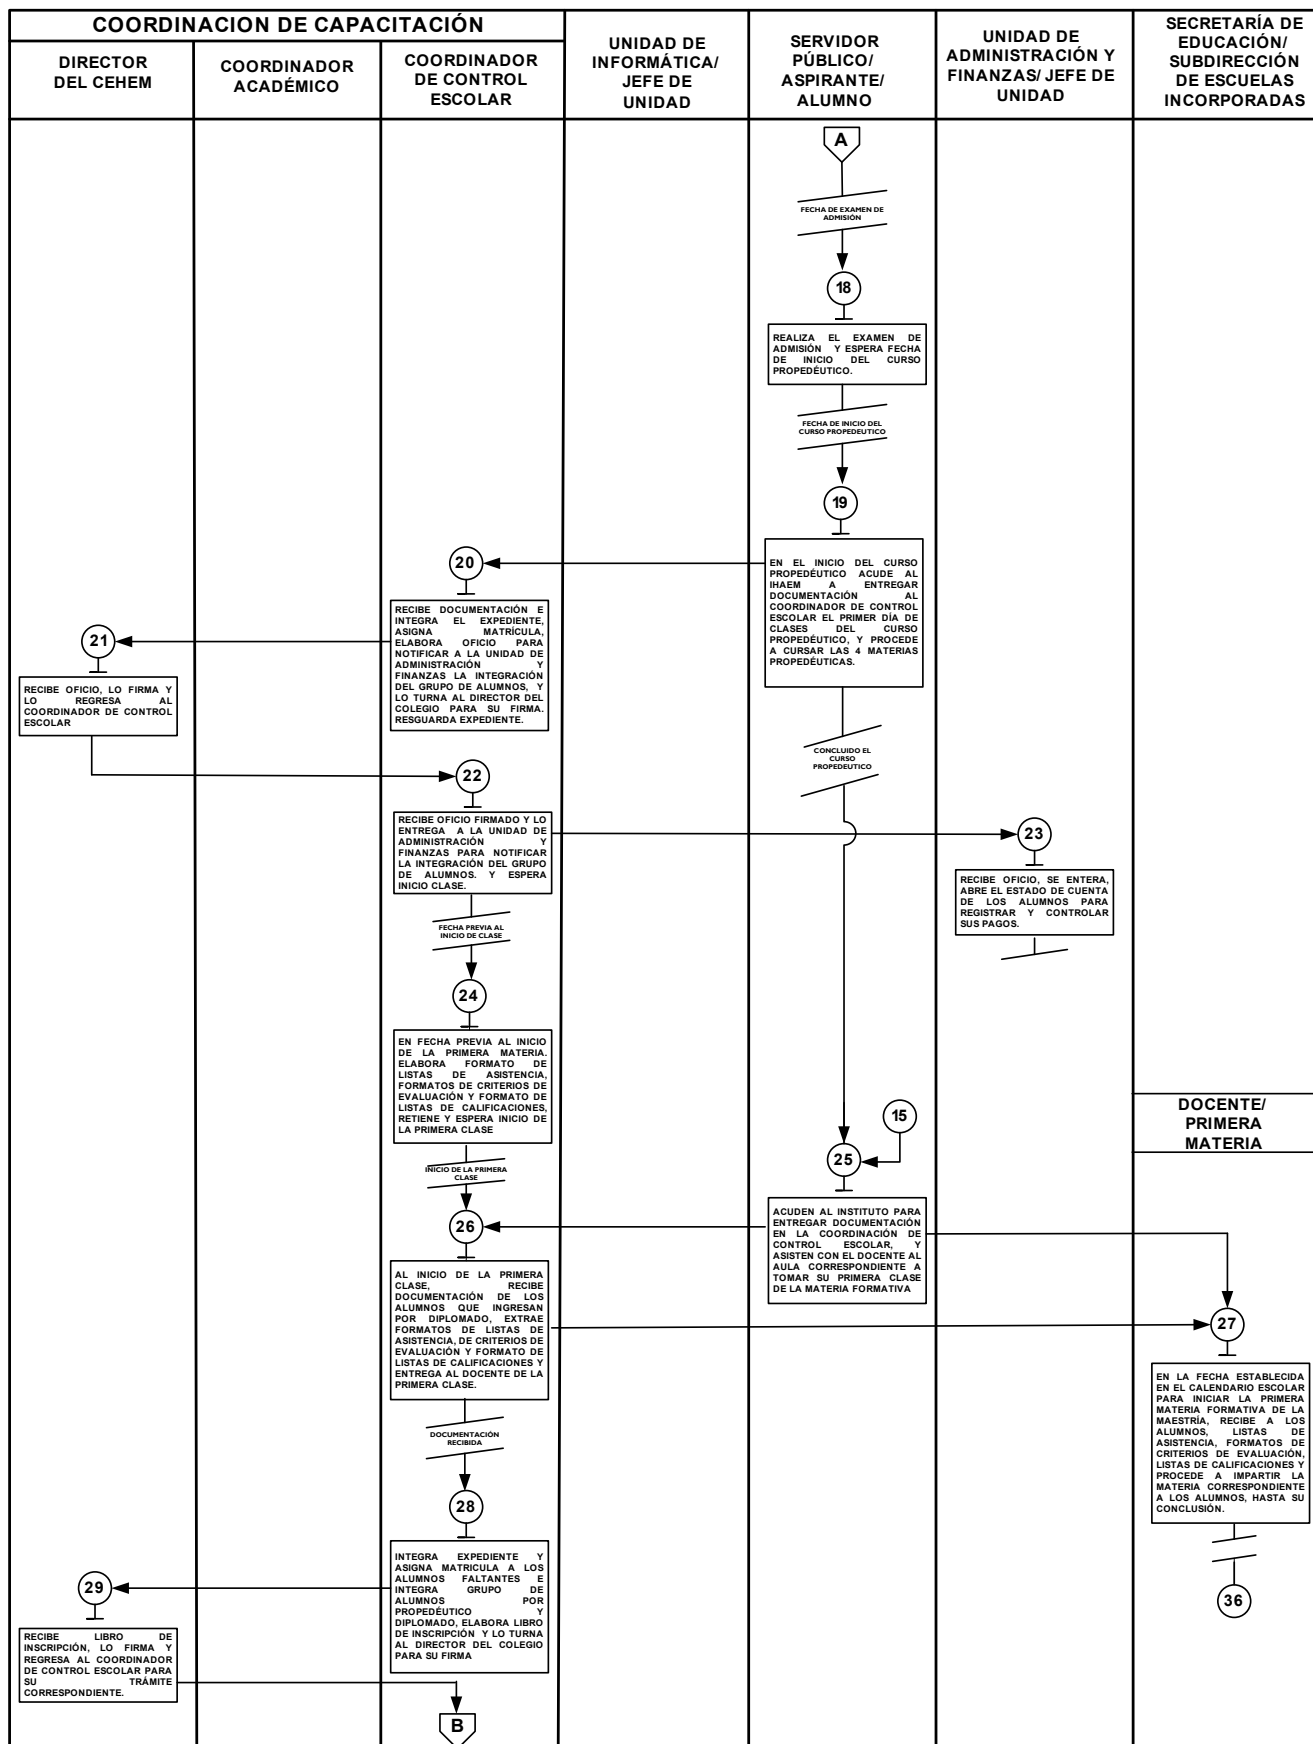 COORDINACION DE CAPACITACIÓN
DIRECTOR
DEL CEHEM
COORDINADOR
ACADÉMICO
COORDINADOR
DE CONTROL
ESCOLAR
UNIDAD DE
INFORMÁTICA/
JEFE DE
UNIDAD
SERVIDOR
PÚBLICO/
ASPIRANTE/
ALUMNO
UNIDAD DE
ADMINISTRACIÓN Y
FINANZAS/ JEFE DE
UNIDAD
SECRETARÍA DE
EDUCACIÓN/
SUBDIRECCIÓN
DE ESCUELAS
INCORPORADAS
A
FECHA DE EXAMEN DE
ADMISIÓN
18
REALIZA EL EXAMEN DE
ADMISIÓN Y ESPERA FECHA
DE INICIO DEL CURSO
PROPEDÉUTICO.
FECHA DE INICIO DEL
CURSO PROPEDEUTICO
19
EN EL INICIO DEL CURSO
PROPEDÉUTICO ACUDE AL
IHAEM A ENTREGAR
DOCUMENTACIÓN AL
COORDINADOR DE CONTROL
ESCOLAR EL PRIMER DÍA DE
CLASES DEL CURSO
PROPEDÉUTICO, Y PROCEDE
A CURSAR LAS 4 MATERIAS
PROPEDÉUTICAS.
20
RECIBE DOCUMENTACIÓN E
INTEGRA EL EXPEDIENTE,
ASIGNA MATRÍCULA,
ELABORA OFICIO PARA
NOTIFICAR A LA UNIDAD DE
ADMINISTRACIÓN Y
FINANZAS LA INTEGRACIÓN
DEL GRUPO DE ALUMNOS, Y
LO TURNA AL DIRECTOR DEL
COLEGIO PARA SU FIRMA.
RESGUARDA EXPEDIENTE.
21
RECIBE OFICIO, LO FIRMA Y
LO REGRESA AL
COORDINADOR DE CONTROL
ESCOLAR
CONCLUIDO EL
CURSO
PROPEDEUTICO
22
RECIBE OFICIO FIRMADO Y LO
ENTREGA A LA UNIDAD DE
ADMINISTRACIÓN Y
FINANZAS PARA NOTIFICAR
LA INTEGRACIÓN DEL GRUPO
DE ALUMNOS. Y ESPERA
INICIO CLASE.
23
RECIBE OFICIO, SE ENTERA,
ABRE EL ESTADO DE CUENTA
DE LOS ALUMNOS PARA
REGISTRAR Y CONTROLAR
SUS PAGOS.
FECHA PREVIA AL
INICIO DE CLASE
24
EN FECHA PREVIA AL INICIO
DE LA PRIMERA MATERIA.
ELABORA FORMATO DE
LISTAS DE ASISTENCIA,
FORMATOS DE CRITERIOS DE
EVALUACIÓN Y FORMATO DE
LISTAS DE CALIFICACIONES,
RETIENE Y ESPERA INICIO DE
LA PRIMERA CLASE
DOCENTE/
PRIMERA
MATERIA
15
25
INICIO DE LA PRIMERA
CLASE
ACUDEN AL INSTITUTO PARA
ENTREGAR DOCUMENTACIÓN
EN LA COORDINACIÓN DE
CONTROL ESCOLAR, Y
ASISTEN CON EL DOCENTE AL
AULA CORRESPONDIENTE A
TOMAR SU PRIMERA CLASE
DE LA MATERIA FORMATIVA
26
AL INICIO DE LA PRIMERA
CLASE, RECIBE
DOCUMENTACIÓN DE LOS
ALUMNOS QUE INGRESAN
POR DIPLOMADO, EXTRAE
FORMATOS DE LISTAS DE
ASISTENCIA, DE CRITERIOS DE
EVALUACIÓN Y FORMATO DE
LISTAS DE CALIFICACIONES Y
ENTREGA AL DOCENTE DE LA
PRIMERA CLASE.
27
EN LA FECHA ESTABLECIDA
EN EL CALENDARIO ESCOLAR
PARA INICIAR LA PRIMERA
MATERIA FORMATIVA DE LA
MAESTRÍA, RECIBE A LOS
ALUMNOS, LISTAS DE
ASISTENCIA, FORMATOS DE
CRITERIOS DE EVALUACIÓN,
LISTAS DE CALIFICACIONES Y
PROCEDE A IMPARTIR LA
MATERIA CORRESPONDIENTE
A LOS ALUMNOS, HASTA SU
CONCLUSIÓN.
DOCUMENTACIÓN
RECIBIDA
28
INTEGRA EXPEDIENTE Y
ASIGNA MATRICULA A LOS
ALUMNOS FALTANTES E
INTEGRA GRUPO DE
ALUMNOS POR
PROPEDÉUTICO Y
DIPLOMADO, ELABORA LIBRO
DE INSCRIPCIÓN Y LO TURNA
AL DIRECTOR DEL COLEGIO
PARA SU FIRMA
29
36
RECIBE LIBRO DE
INSCRIPCIÓN, LO FIRMA Y
REGRESA AL COORDINADOR
DE CONTROL ESCOLAR PARA
SU TRÁMITE
CORRESPONDIENTE.
B